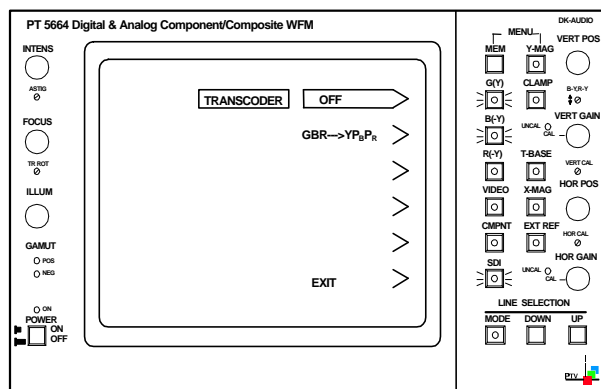 PT 5664 Digital & Analog Component/Composite WFM
INTENS
ASTIG
FOCUS
TR ROT
ILLUM
GAMUT
POS
NEG
ON
POWER
ON
OFF
TRANSCODER OFF
GBR--->YPBPR
EXIT
DK-AUDIO
MENU
MEM Y-MAG
VERT POS
G(Y) CLAMP
B-Y,R-Y
B(-Y)
UNCAL
CAL
VERT GAIN
R(-Y) T-BASE
VERT CAL
VIDEO X-MAG
HOR POS
CMPNT EXT REF
HOR CAL
SDI
UNCAL
CAL
HOR GAIN
LINE SELECTION
MODE DOWN UP
PTV